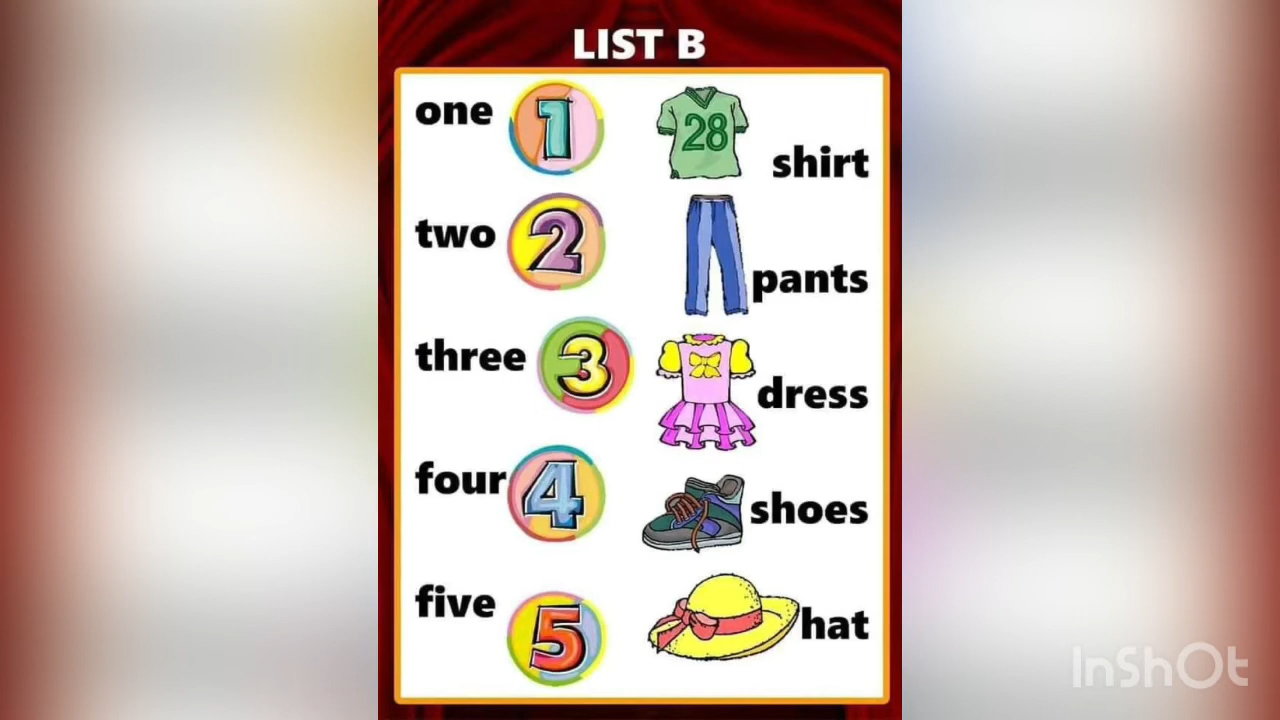 LIST B
one 1
28
shirt
two 2
pants
three 3
dress
four 4
shoes
five 5
hat
InShOt